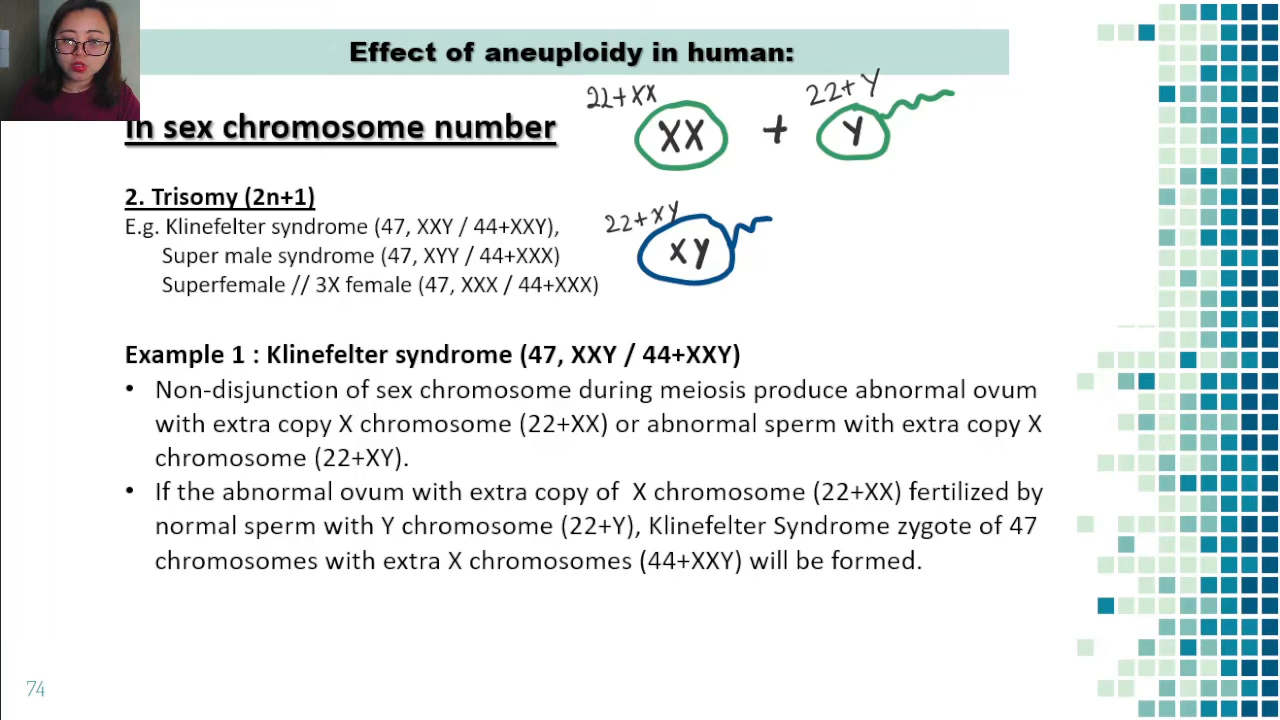 Effect of aneuploidy in human:
22+XX
22+Y
In sex chromosome number
XX + Y
2. Trisomy (2n+1)
E.g. Klinefelter syndrome (47, XXY / 44+XXY),
22+XY
Super male syndrome (47, XYY / 44+XXX)
XY
Superfemale // 3X female (47, XXX / 44+XXX)
Example 1 : Klinefelter syndrome (47, XXY / 44+XXY)
• Non-disjunction of sex chromosome during meiosis produce abnormal ovum
with extra copy X chromosome (22+XX) or abnormal sperm with extra copy X
chromosome (22+XY).
• If the abnormal ovum with extra copy of X chromosome (22+XX) fertilized by
normal sperm with Y chromosome (22+Y), Klinefelter Syndrome zygote of 47
chromosomes with extra X chromosomes (44+XXY) will be formed.
74